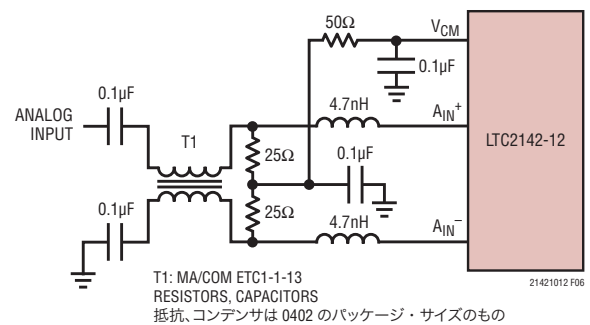 50Ω
VCM
0.1µF
0.1µF
4.7nH
AIN+
ANALOG
INPUT
T1
25Ω
0.1µF
LTC2142-12
0.1µF
25Ω
4.7nH
AIN–
T1: MA/COM ETC1-1-13
RESISTORS, CAPACITORS
抵抗、コンデンサは 0402 のパッケージ・サイズのもの
21421012 F06